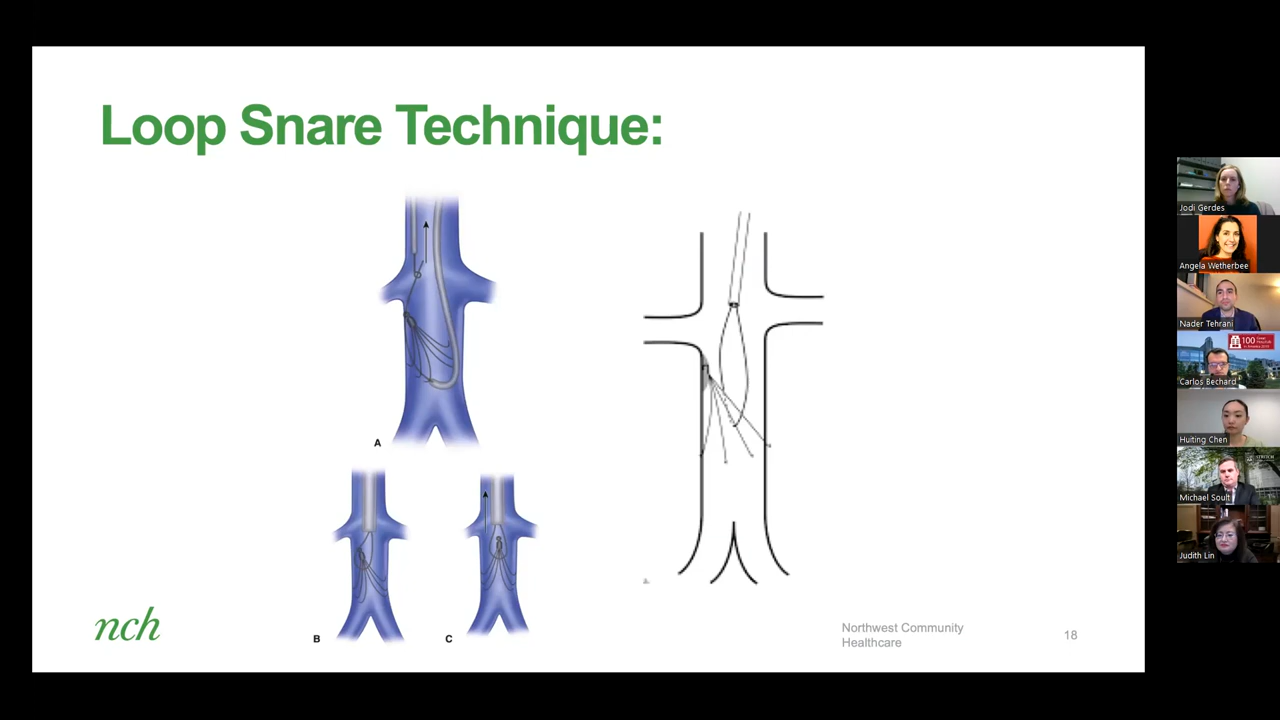 Loop Snare Technique:
A
B
C
nch
Northwest Community
Healthcare
18
Jodi Gerdes
Angela Wetherbee
Nader Tehrani
100
Carlos Bechard
Huiting Chen
Michael Soult
Judith Lin